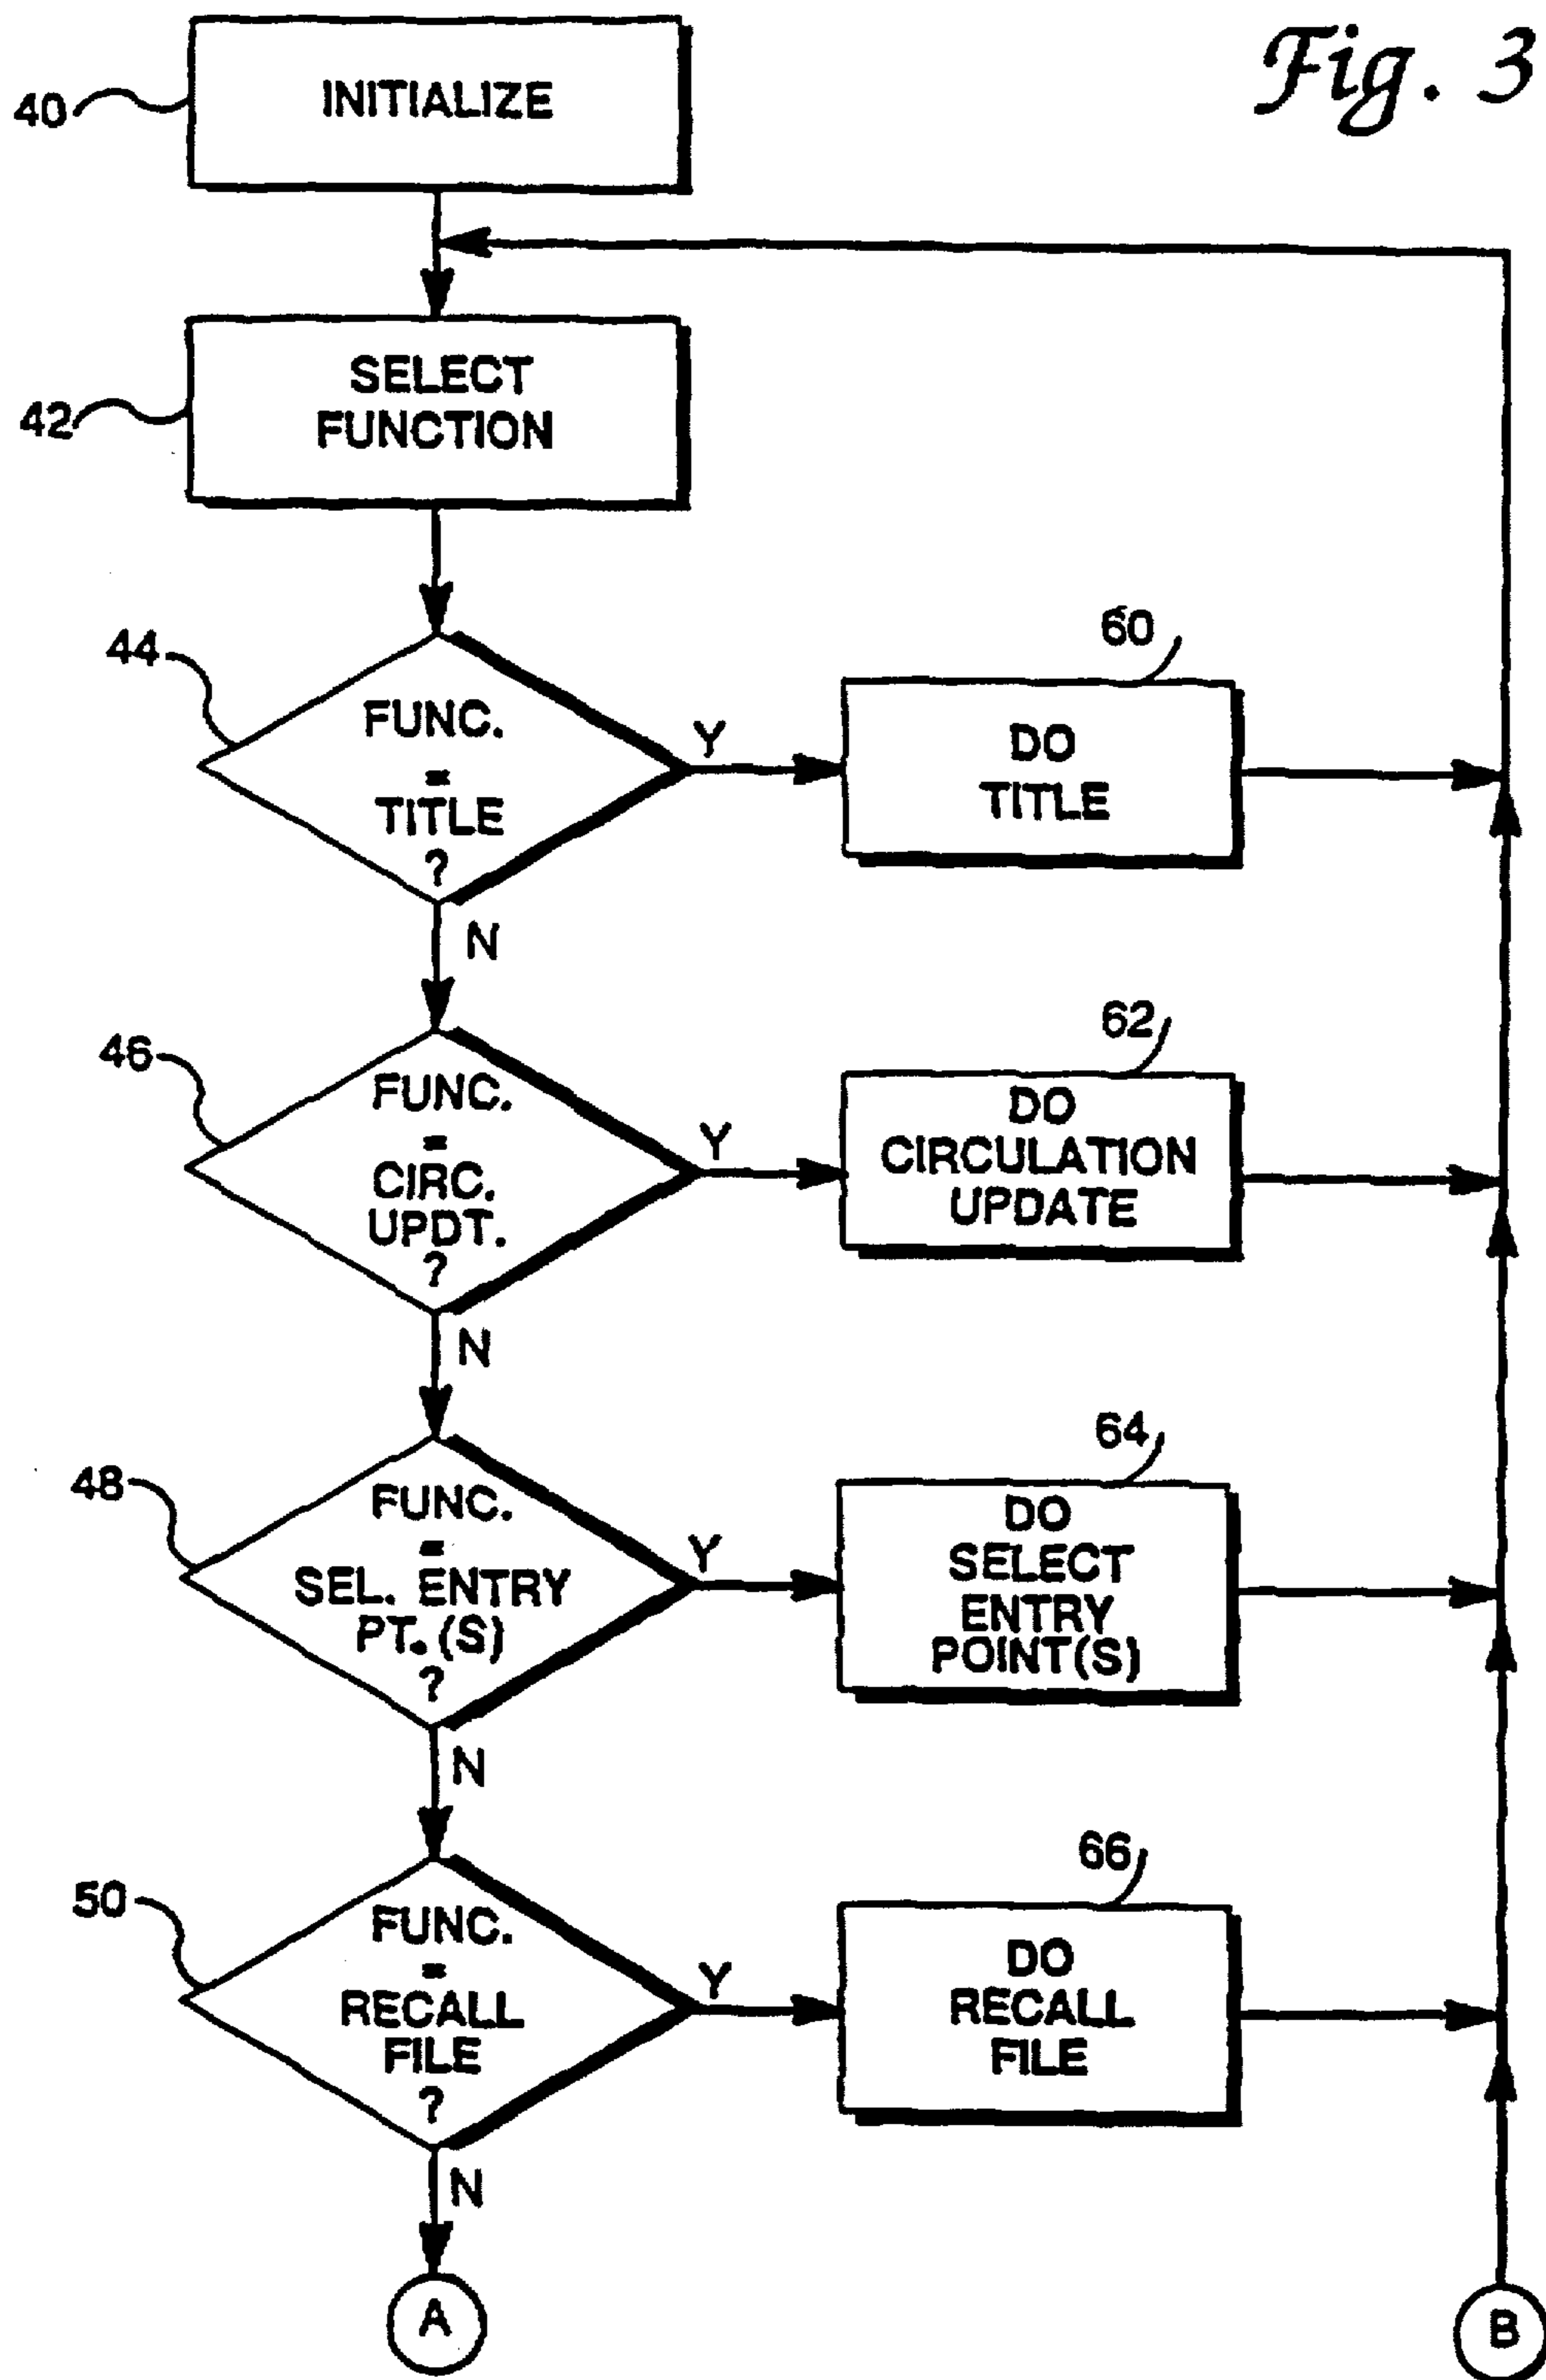 Fig. 3
40
INITIALIZE
42
SELECT
FUNCTION
44
FUNC.
=
TITLE
?
Y
N
60
DO
TITLE
46
FUNC.
=
CIRC.
UPDT.
?
Y
N
62
DO
CIRCULATION
UPDATE
48
FUNC.
=
SEL. ENTRY
PT.(S)
?
Y
N
64
DO
SELECT
ENTRY
POINT(S)
50
FUNC.
=
RECALL
FILE
?
Y
N
66
DO
RECALL
FILE
A
B